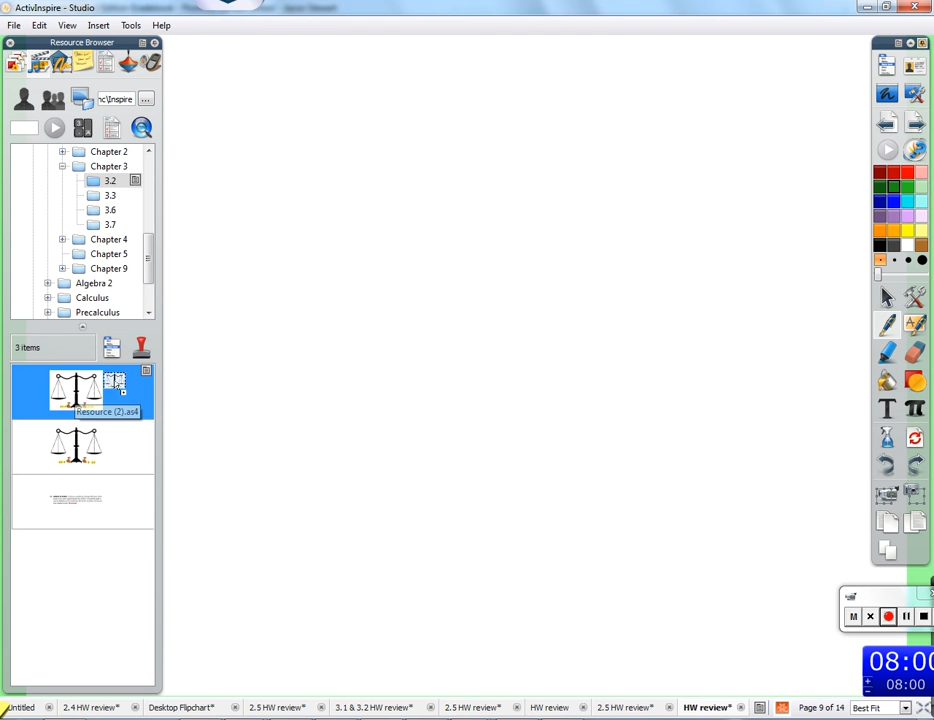 ActivInspire - Studio
File Edit View Insert Tools Help
Resource Browser
nc\Inspire ...
Chapter 2
Chapter 3
3.2
3.3
3.6
3.7
Chapter 4
Chapter 5
Chapter 9
Algebra 2
Calculus
Precalculus
3 items
Resource (2).as4
M
08:00
08:00
Untitled 2.4 HW review* Desktop Flipchart* 2.5 HW review* 3.1 & 3.2 HW review* 2.5 HW review* HW review 2.5 HW review* HW review* Page 9 of 14 Best Fit